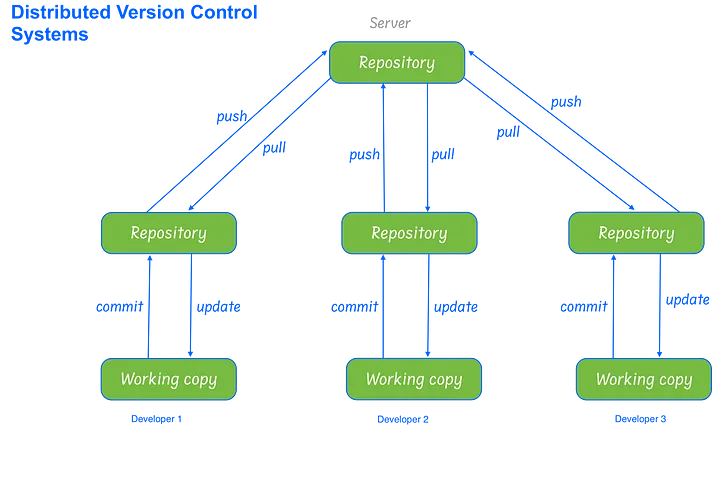 Distributed Version Control
Systems
Server
Repository
push
pull
push
pull
pull
push
Repository
Repository
Repository
commit
update
commit
update
commit
update
Working copy
Working copy
Working copy
Developer 1
Developer 2
Developer 3